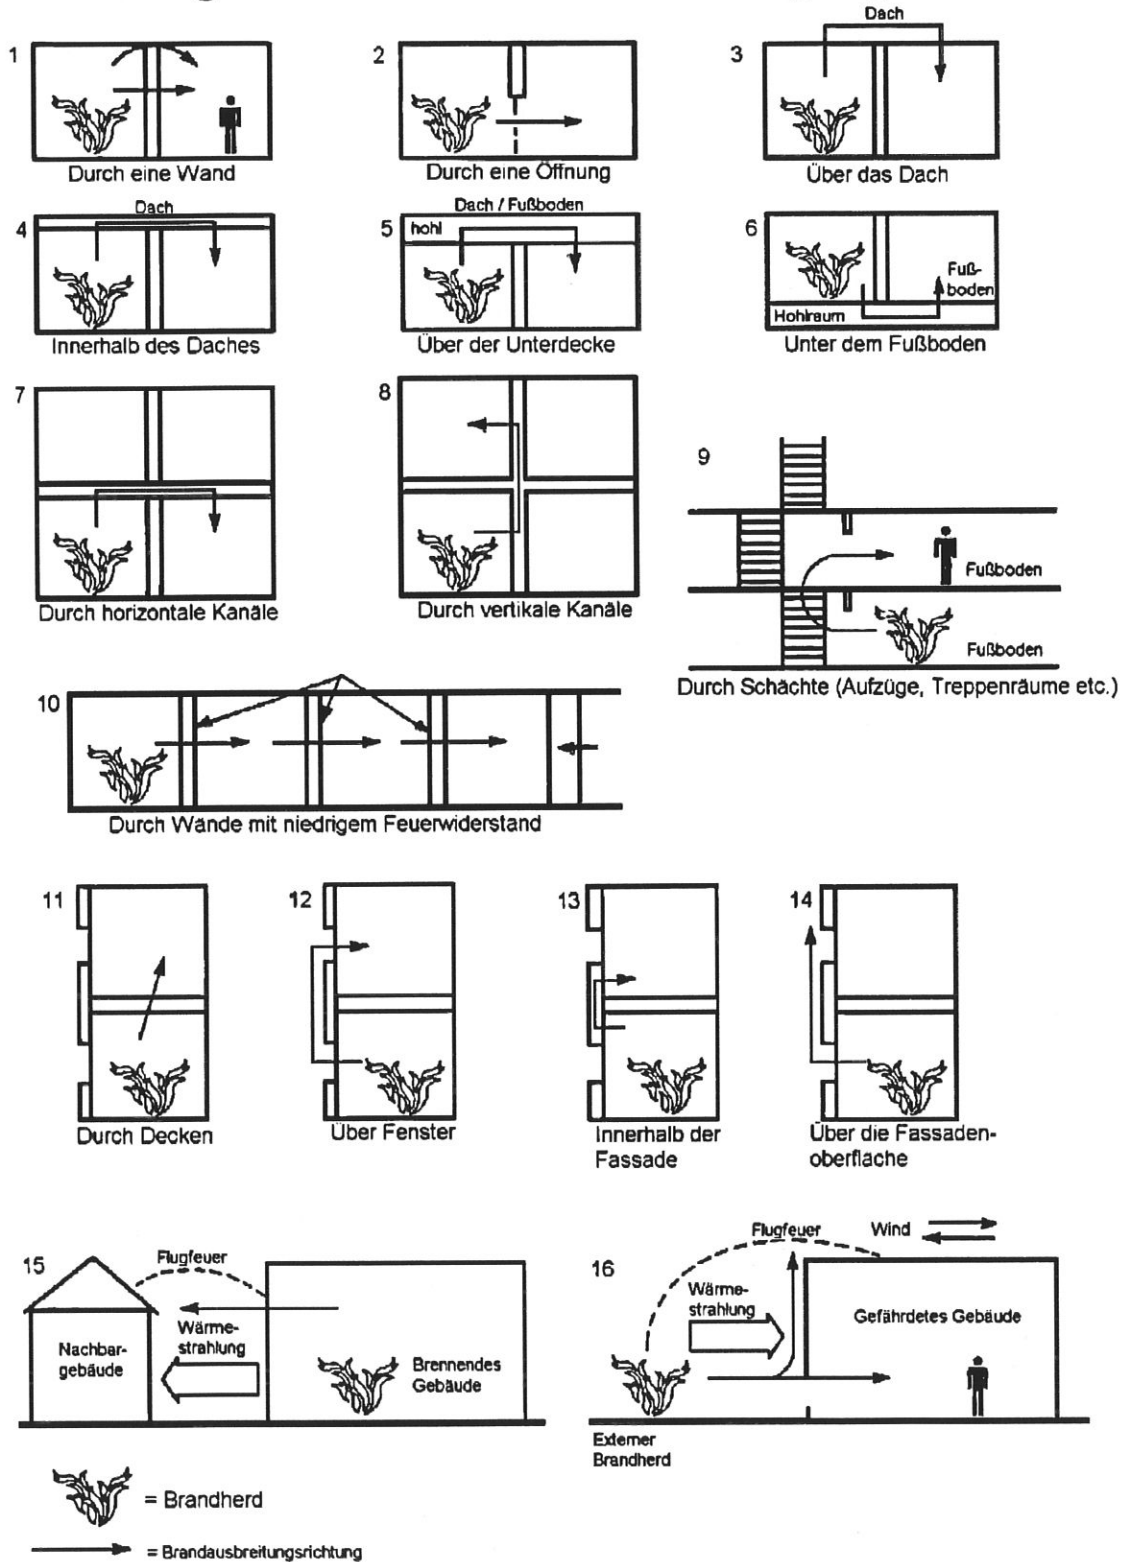 1
Durch eine Wand
2
Durch eine Öffnung
3
Dach
Über das Dach
4
Dach
Innerhalb des Daches
5
Dach / Fußboden
hohl
Über der Unterdecke
6
Fuß-
boden
Hohlraum
Unter dem Fußboden
7
Durch horizontale Kanäle
8
Durch vertikale Kanäle
9
Fußboden
Fußboden
Durch Schächte (Aufzüge, Treppenräume etc.)
10
Durch Wände mit niedrigem Feuerwiderstand
11
Durch Decken
12
Über Fenster
13
Innerhalb der
Fassade
14
Über die Fassaden-
oberfläche
15
Flugfeuer
Wärme-
strahlung
Nachbar-
gebäude
Brennendes
Gebäude
16
Flugfeuer
Wind
Wärme-
strahlung
Gefährdetes Gebäude
Externer
Brandherd
= Brandherd
= Brandausbreitungsrichtung